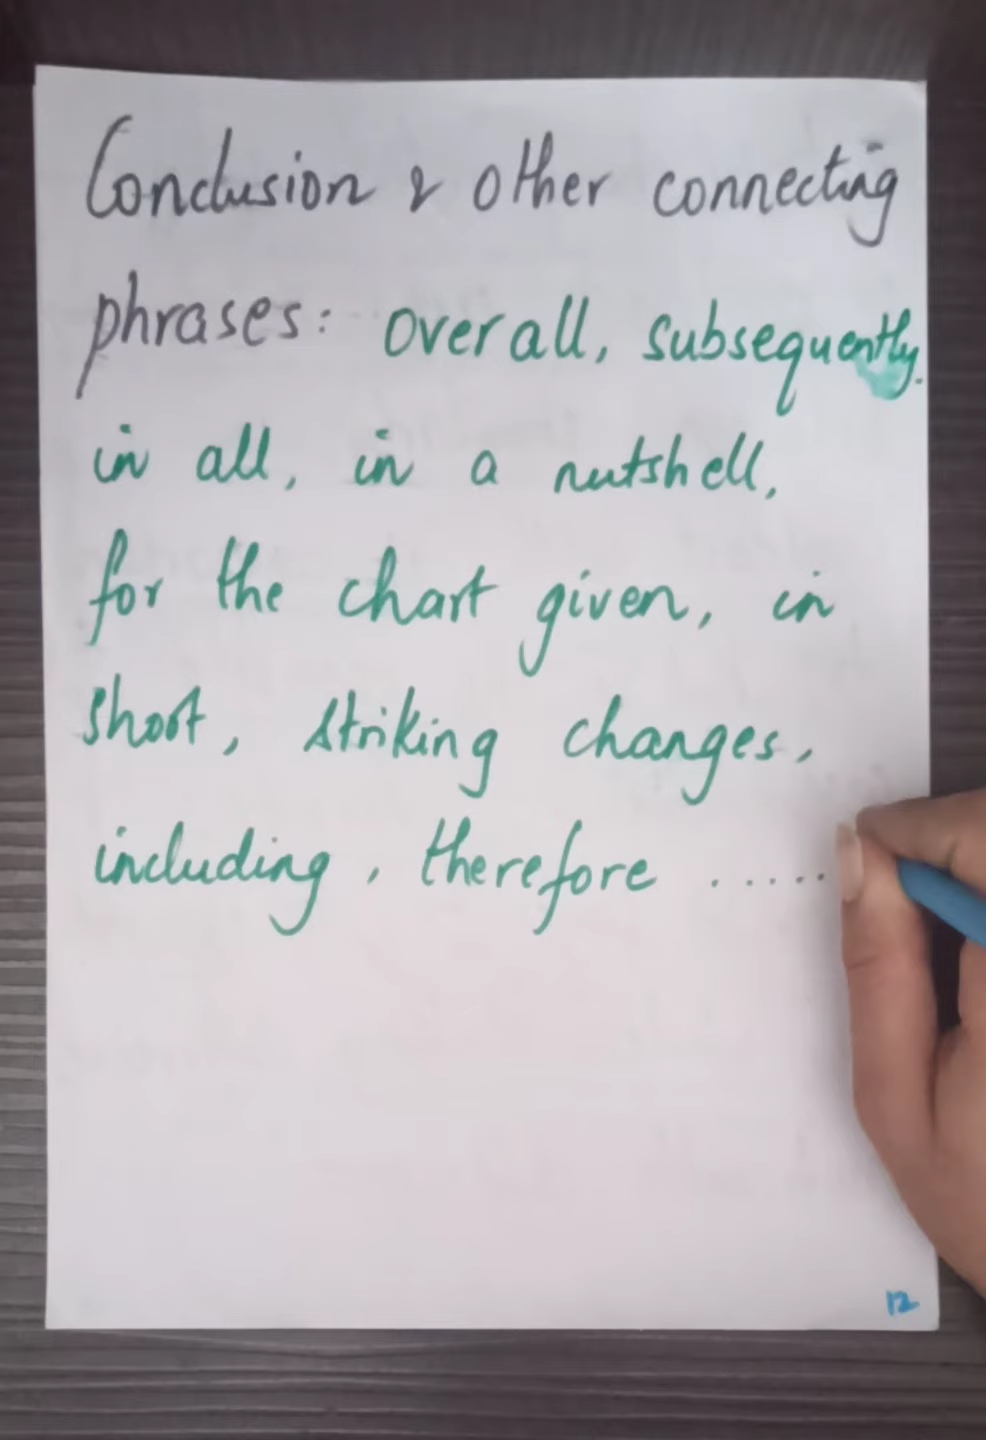 Conclusion & other connecting
phrases: overall, subsequently.
in all, in a nutshell,
for the chart given, in
short, striking changes,
including, therefore .....
12